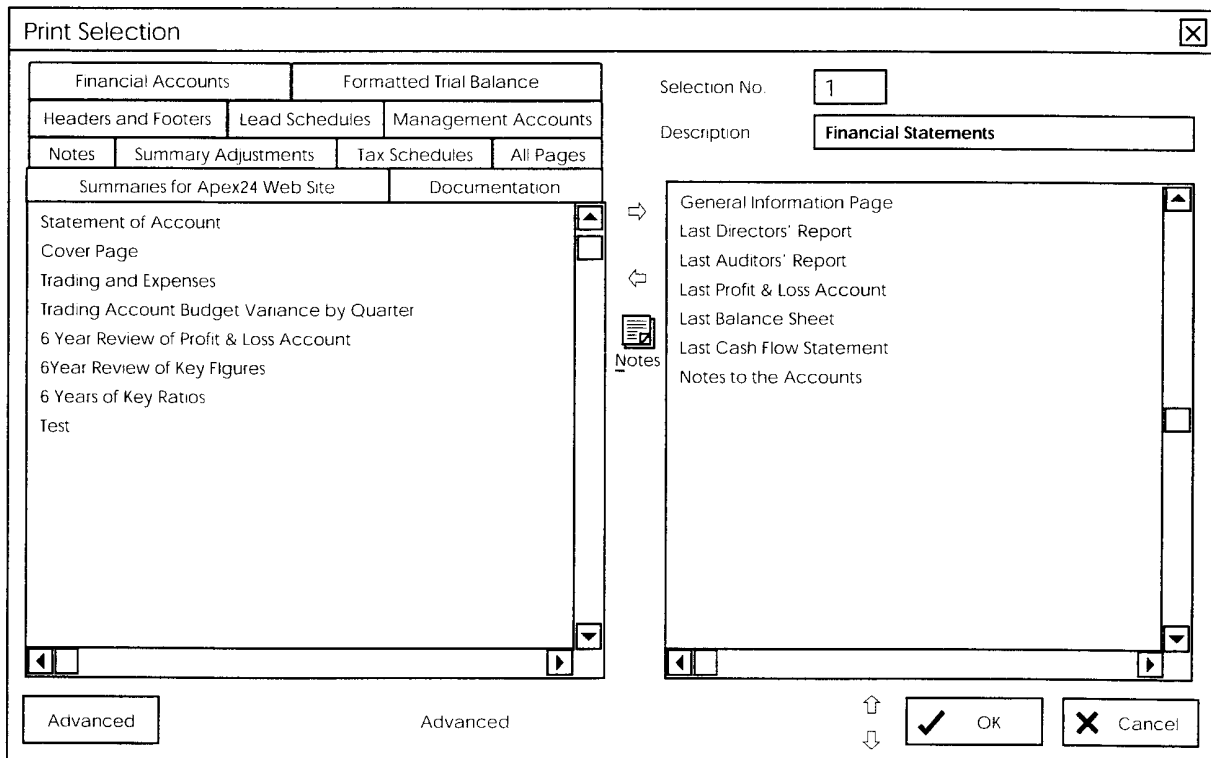 Print Selection
Financial Accounts
Formatted Trial Balance
Headers and Footers
Lead Schedules
Management Accounts
Notes
Summary Adjustments
Tax Schedules
All Pages
Summaries for Apex24 Web Site
Documentation
Statement of Account
Cover Page
Trading and Expenses
Trading Account Budget Variance by Quarter
6 Year Review of Profit & Loss Account
6Year Review of Key Figures
6 Years of Key Ratios
Test
Notes
Selection No. 1
Description Financial Statements
General Information Page
Last Directors' Report
Last Auditors' Report
Last Profit & Loss Account
Last Balance Sheet
Last Cash Flow Statement
Notes to the Accounts
Advanced
Advanced
OK
Cancel